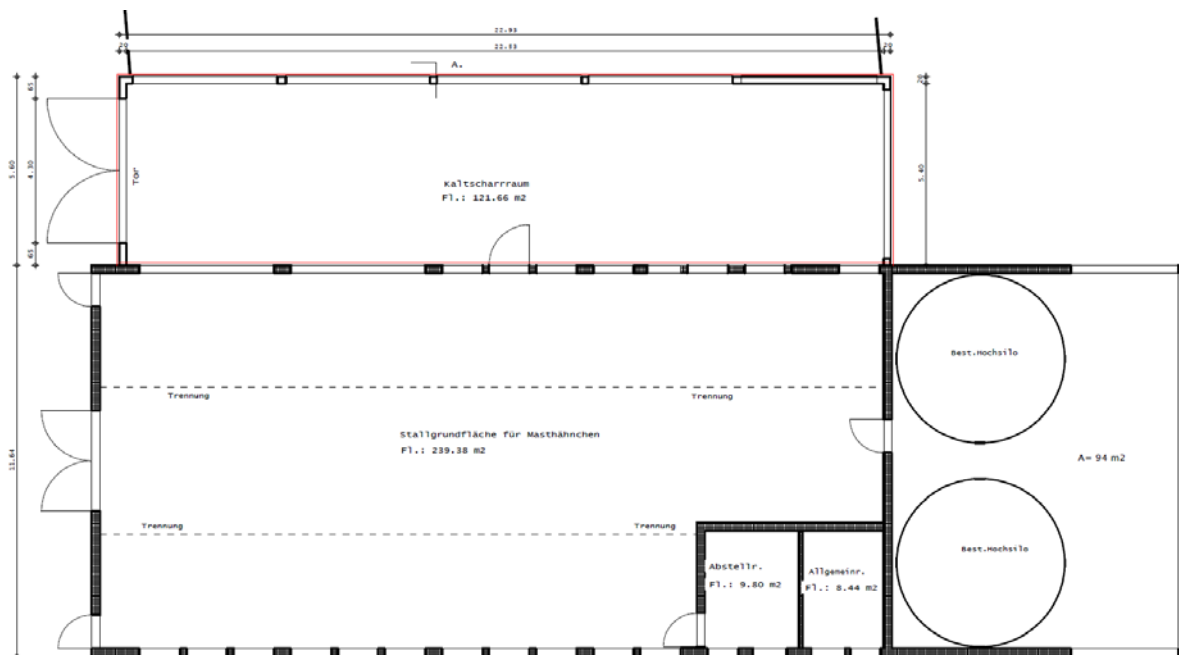 22.93
20
22.53
20
A.
65
20
5.60
4.30
Tor
5.40
Kaltscharrraum
Fl.: 121.66 m2
65
Best.Hochsilo
Trennung
Trennung
Stallgrundfläche für Masthähnchen
Fl.: 239.38 m2
11.64
A= 94 m2
Trennung
Trennung
Best.Hochsilo
Abstellr.
Fl.: 9.80 m2
Allgemeinr.
Fl.: 8.44 m2